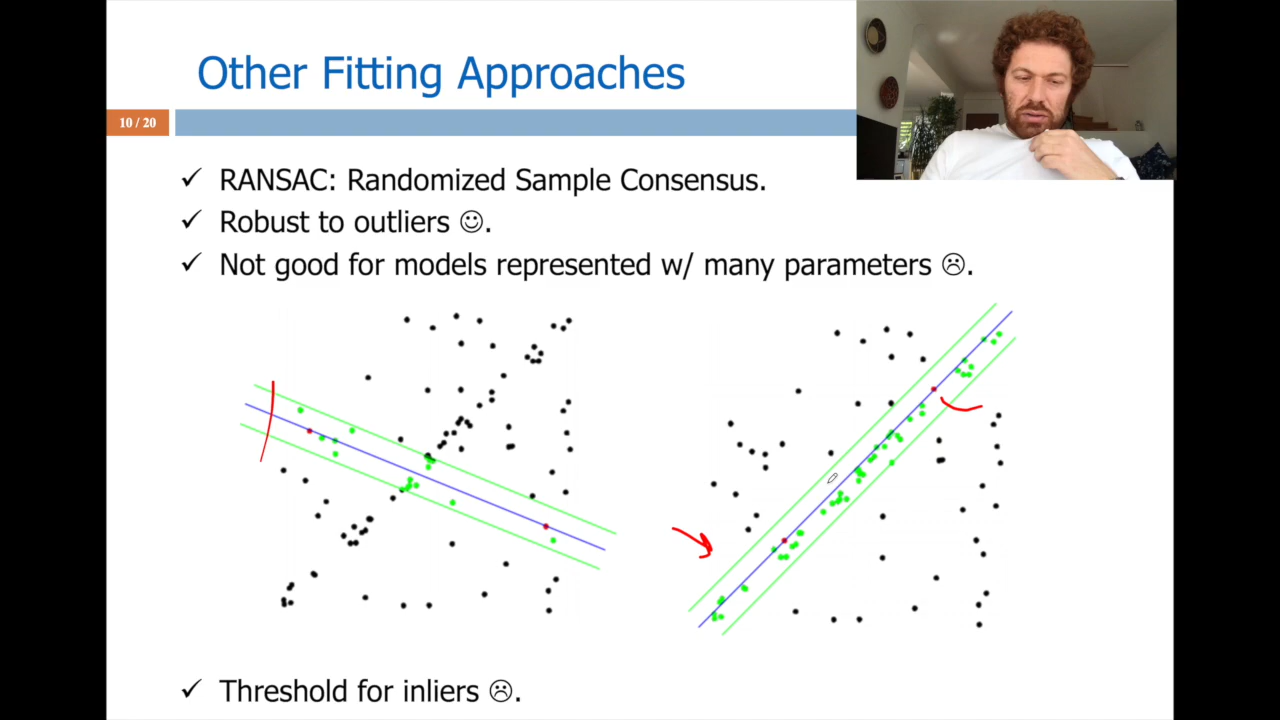 Other Fitting Approaches
10 / 20
✓ RANSAC: Randomized Sample Consensus.
✓ Robust to outliers ☺.
✓ Not good for models represented w/ many parameters ☹.
✓ Threshold for inliers ☹.